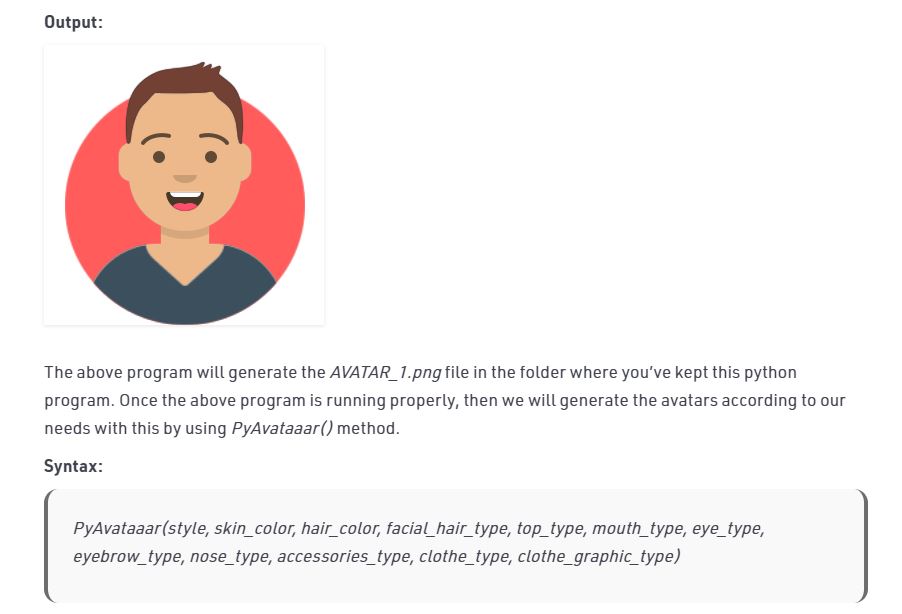 Output:
The above program will generate the AVATAR_1.png file in the folder where you’ve kept this python
program. Once the above program is running properly, then we will generate the avatars according to our
needs with this by using PyAvataaar() method.
Syntax:
PyAvataaar(style, skin_color, hair_color, facial_hair_type, top_type, mouth_type, eye_type,
eyebrow_type, nose_type, accessories_type, clothe_type, clothe_graphic_type)